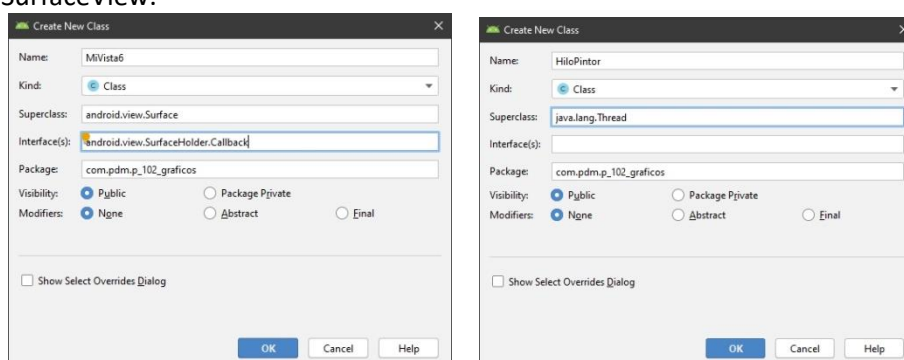 SurfaceView.
Create New Class
Name: MiVista6
Kind: Class
Superclass: android.view.Surface
Interface(s): android.view.SurfaceHolder.Callback
Package: com.pdm.p_102_graficos
Visibility: Public Package Private
Modifiers: None Abstract Final
Show Select Overrides Dialog
OK Cancel Help
Create New Class
Name: HiloPintor
Kind: Class
Superclass: java.lang.Thread
Interface(s):
Package: com.pdm.p_102_graficos
Visibility: Public Package Private
Modifiers: None Abstract Final
Show Select Overrides Dialog
OK Cancel Help